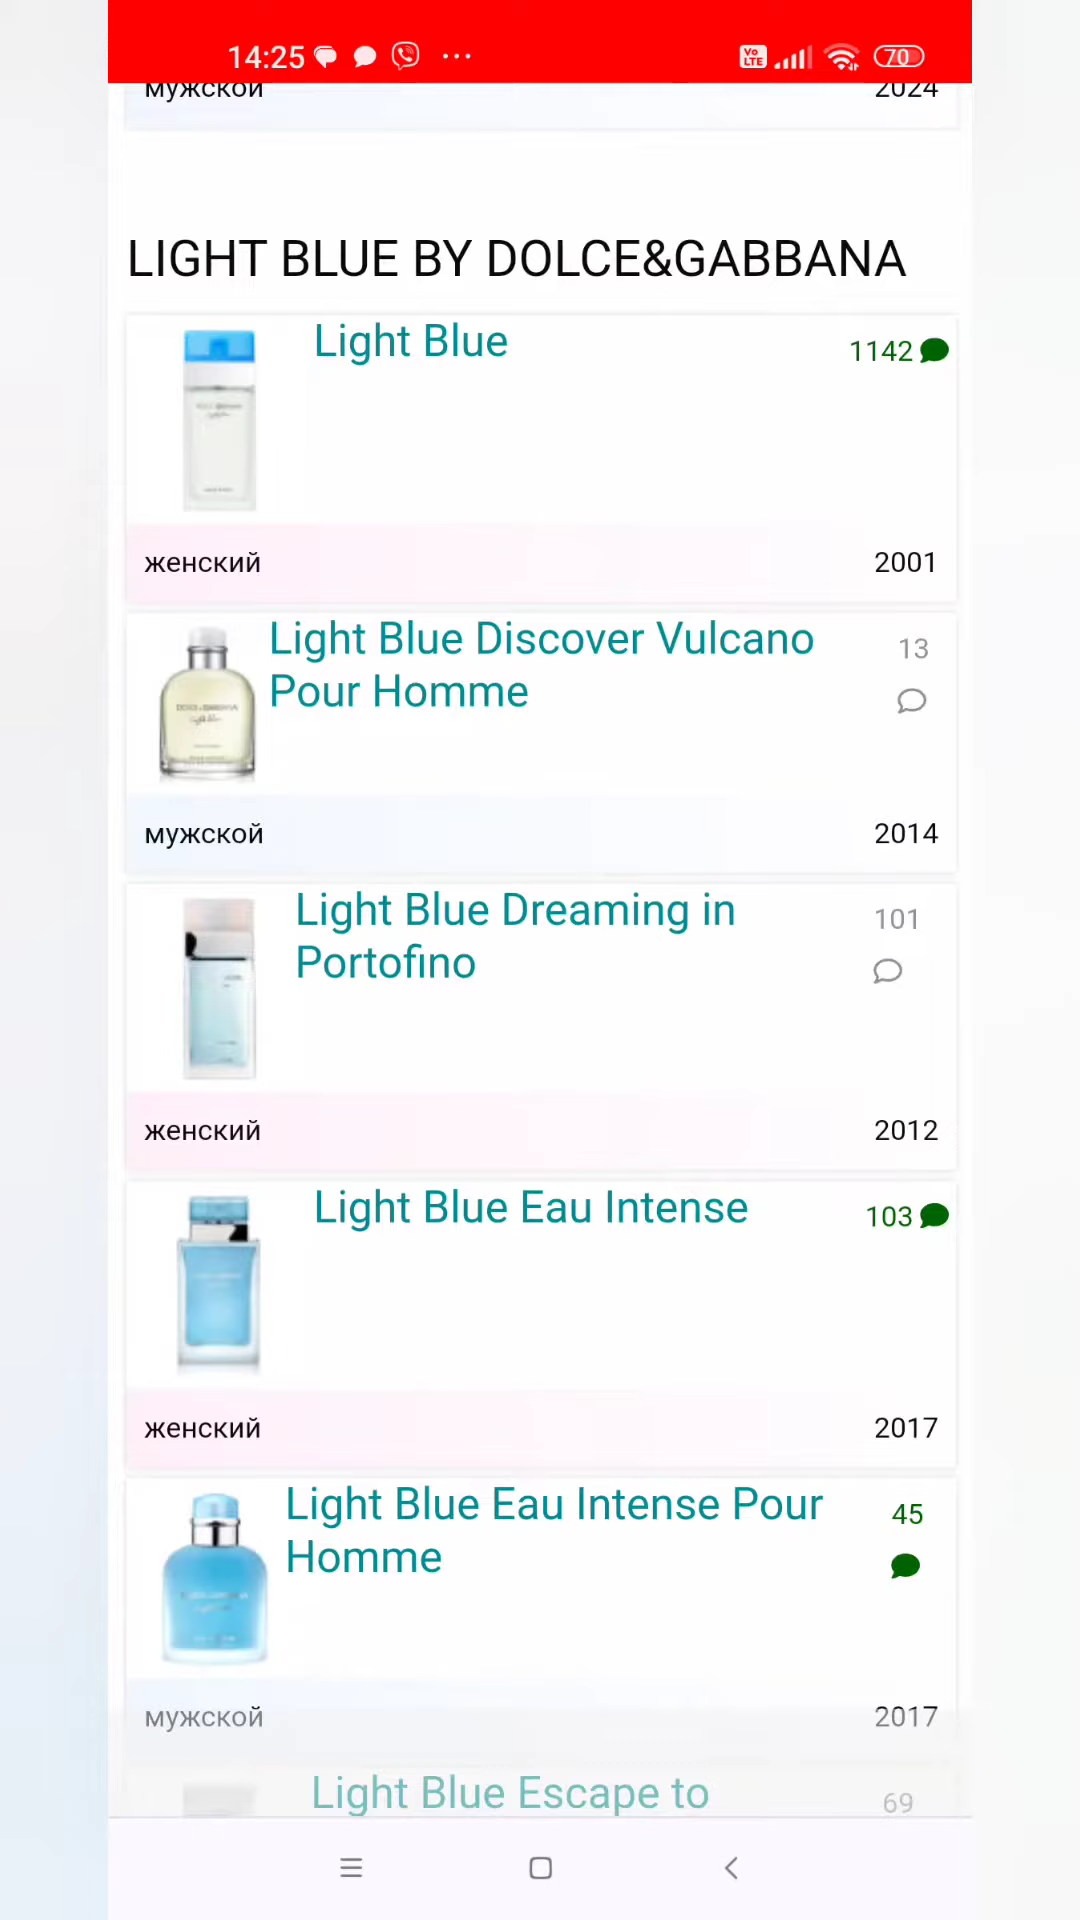 14:25
Vo LTE
70
мужской
2024
LIGHT BLUE BY DOLCE&GABBANA
Light Blue
1142
женский
2001
Light Blue Discover Vulcano
Pour Homme
13
мужской
2014
Light Blue Dreaming in
Portofino
101
женский
2012
Light Blue Eau Intense
103
женский
2017
Light Blue Eau Intense Pour
Homme
45
мужской
2017
Light Blue Escape to
69